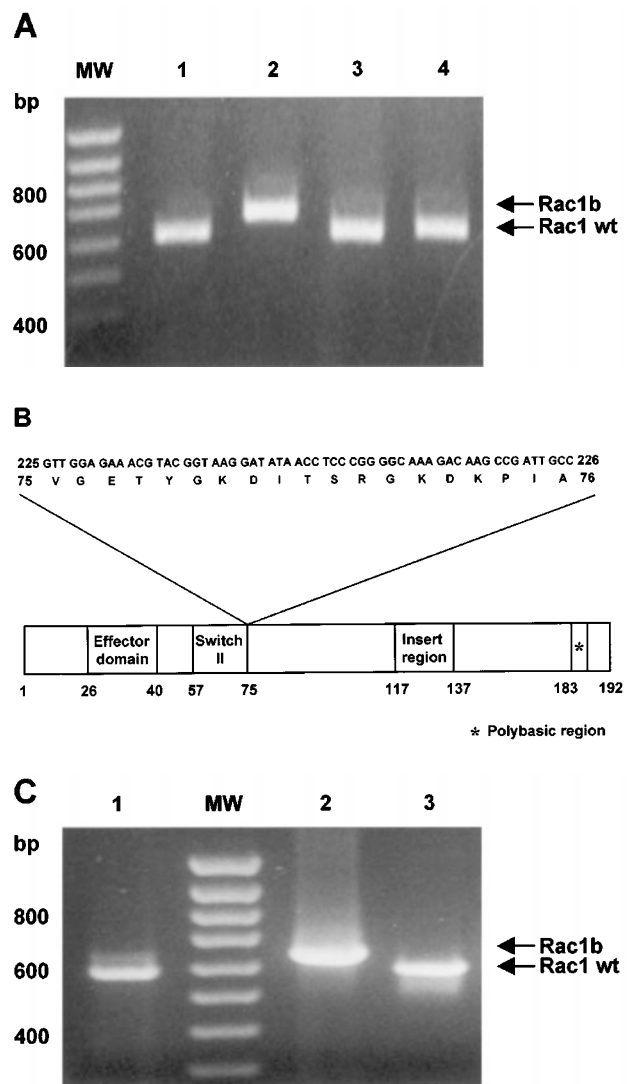 A
MW 1 2 3 4
bp
800
600
400
Rac1b
Rac1 wt
B
225 GTT GGA GAA ACG TAC GGT AAG GAT ATA ACC TCC CGG GGC AAA GAC AAG CCG ATT GCC 226
75 V G E T Y G K D I T S R G K D K P I A 76
Effector domain
Switch II
Insert region
*
1 26 40 57 75 117 137 183 192
* Polybasic region
C
1 MW 2 3
bp
800
600
400
Rac1b
Rac1 wt